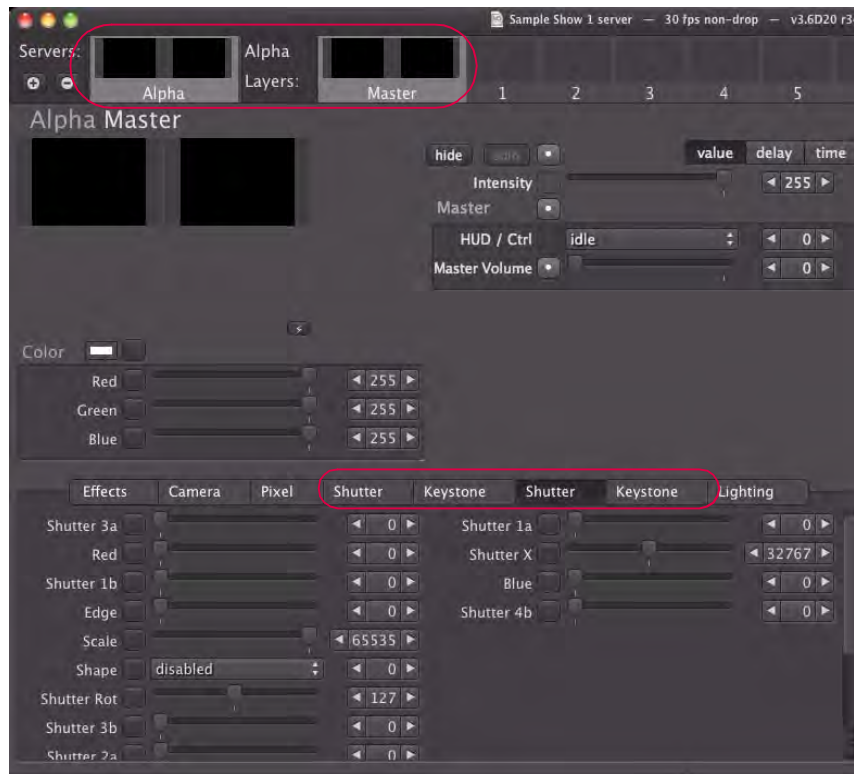 Sample Show 1 server — 30 fps non-drop — v3.6D20 r3
Servers:
Alpha
Alpha
Layers:
Master
1 2 3 4 5
Alpha Master
hide
value delay time
Intensity 255
Master
HUD / Ctrl idle 0
Master Volume 0
Color
Red 255
Green 255
Blue 255
Effects Camera Pixel Shutter Keystone Shutter Keystone Lighting
Shutter 3a 0 Shutter 1a 0
Red 0 Shutter X 32767
Shutter 1b 0 Blue 0
Edge 0 Shutter 4b 0
Scale 65535
Shape disabled 0
Shutter Rot 127
Shutter 3b 0
Shutter 2a 0